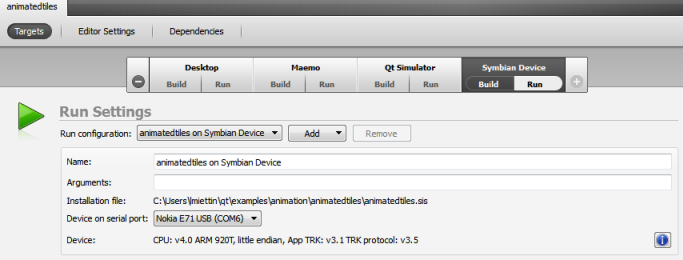 animatedtiles
Targets Editor Settings Dependencies
Desktop Maemo Qt Simulator Symbian Device
Build Run Build Run Build Run Build Run
Run Settings
Run configuration: animatedtiles on Symbian Device Add Remove
Name: animatedtiles on Symbian Device
Arguments:
Installation file: C:\Users\lmiettin\qt\examples\animation\animatedtiles\animatedtiles.sis
Device on serial port: Nokia E71 USB (COM6)
Device: CPU: v4.0 ARM 920T, little endian, App TRK: v3.1 TRK protocol: v3.5